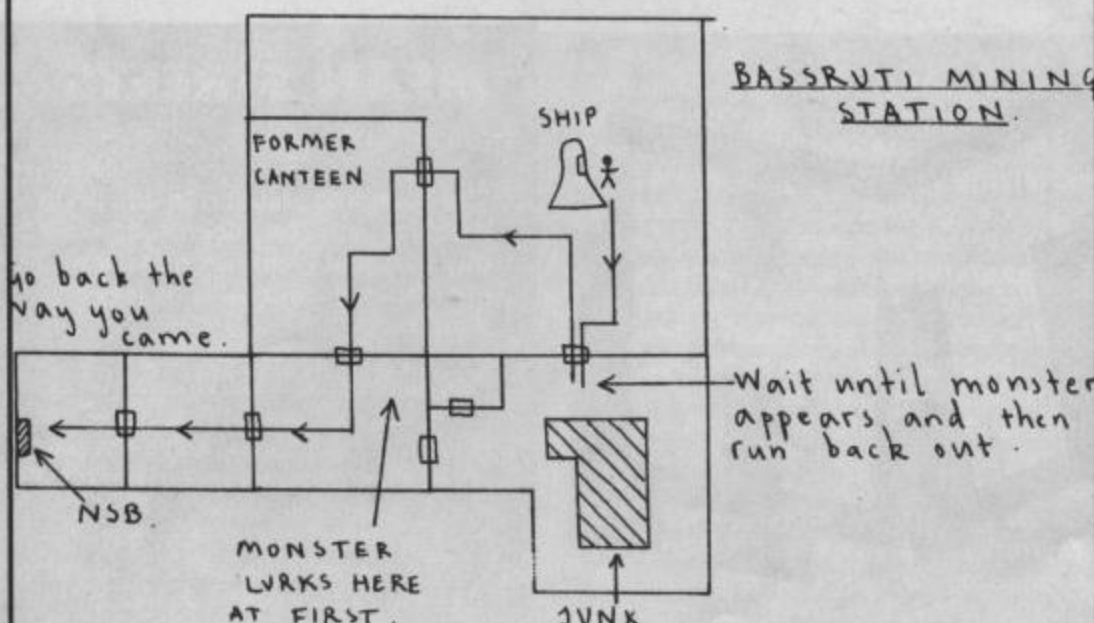 BASSRUTI MINING
STATION.
SHIP
FORMER
CANTEEN
go back the
way you
came.
Wait until monster
appears, and then
run back out.
NSB.
MONSTER
LURKS HERE
AT FIRST.
JUNK